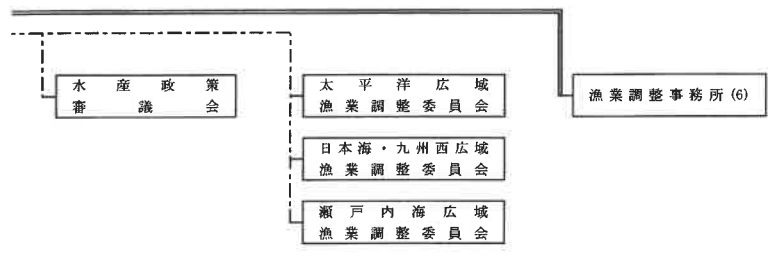 水産政策
審議会
太平洋広域
漁業調整委員会
日本海・九州西広域
漁業調整委員会
瀬戸内海広域
漁業調整委員会
漁業調整事務所(6)